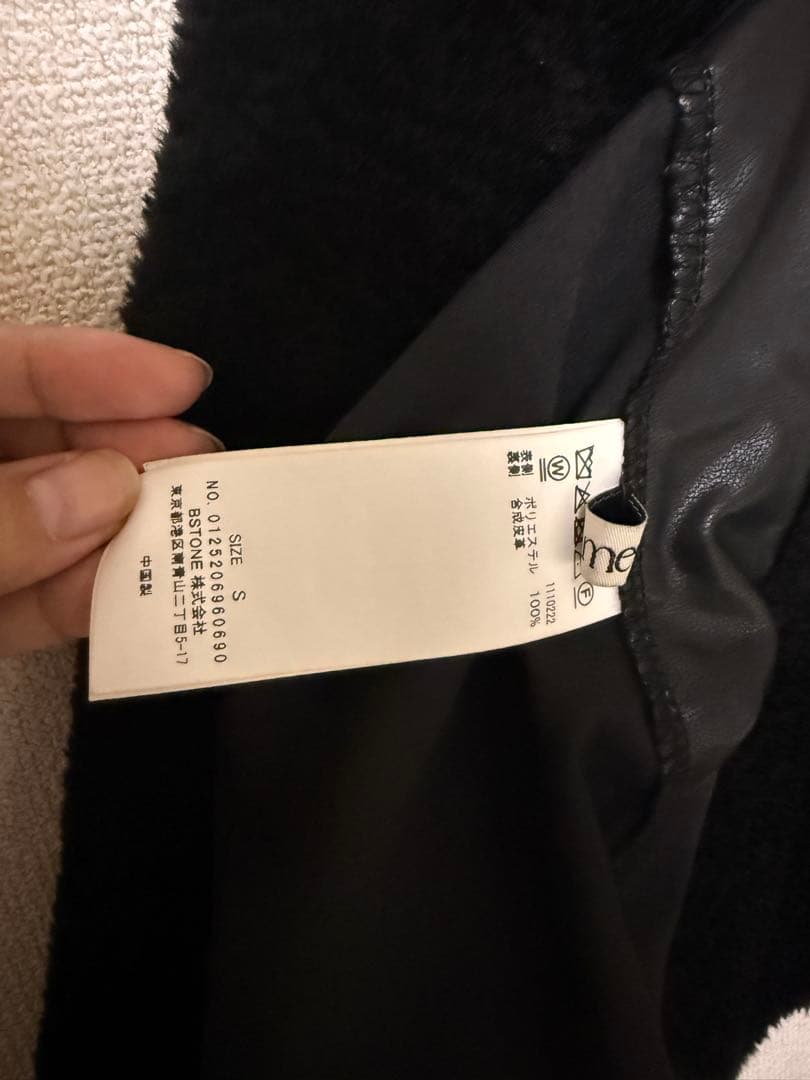 1110222
表側 ポリエステル 100%
裏側 合成皮革
SIZE S
NO. 0125206960690
BSTONE 株式会社
東京都港区南青山二丁目5-17
中国製
W
F
me